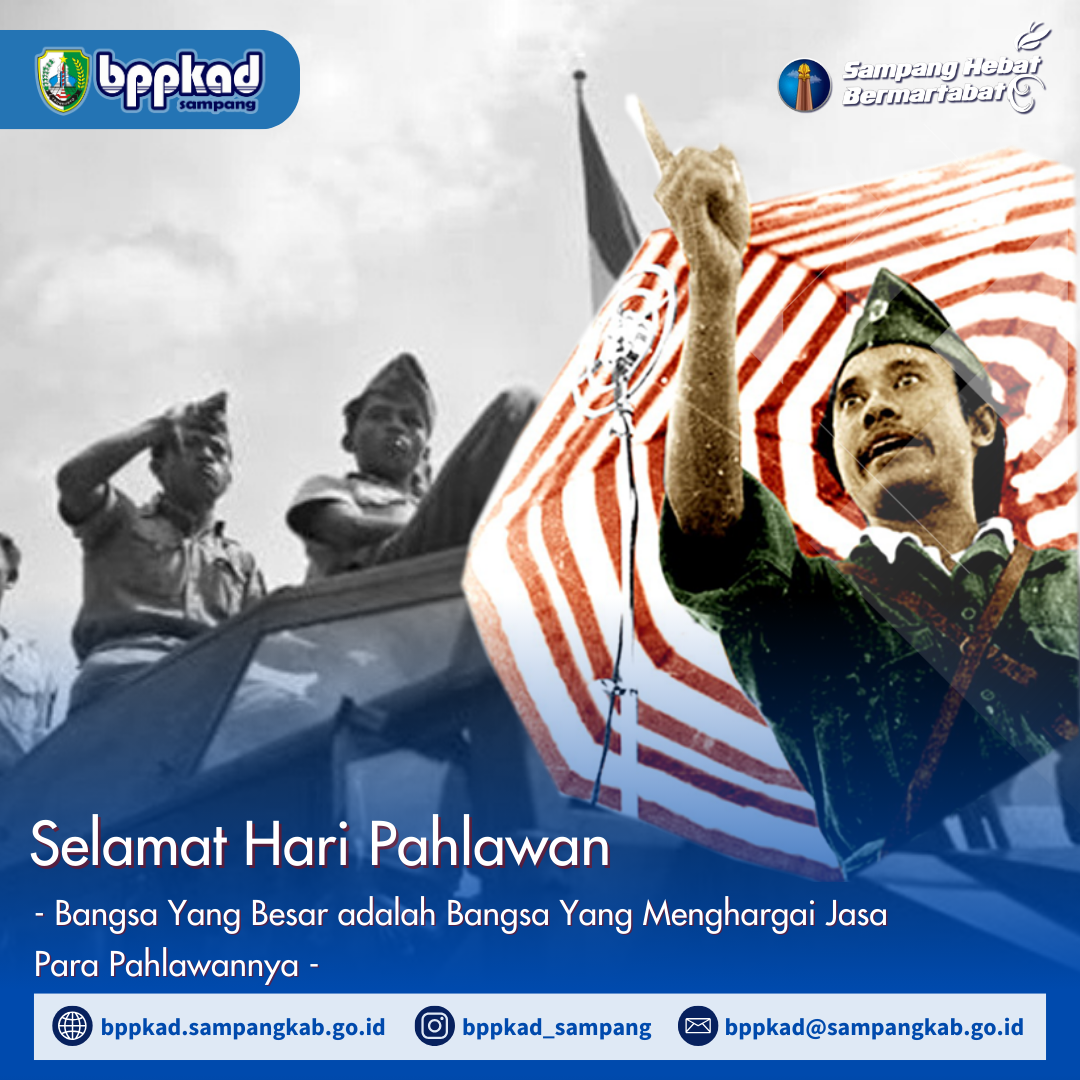 bppkad
sampang
Sampang Hebat
Bermartabat
Selamat Hari Pahlawan
- Bangsa Yang Besar adalah Bangsa Yang Menghargai Jasa
Para Pahlawannya -
bppkad.sampangkab.go.id
bppkad_sampang
bppkad@sampangkab.go.id